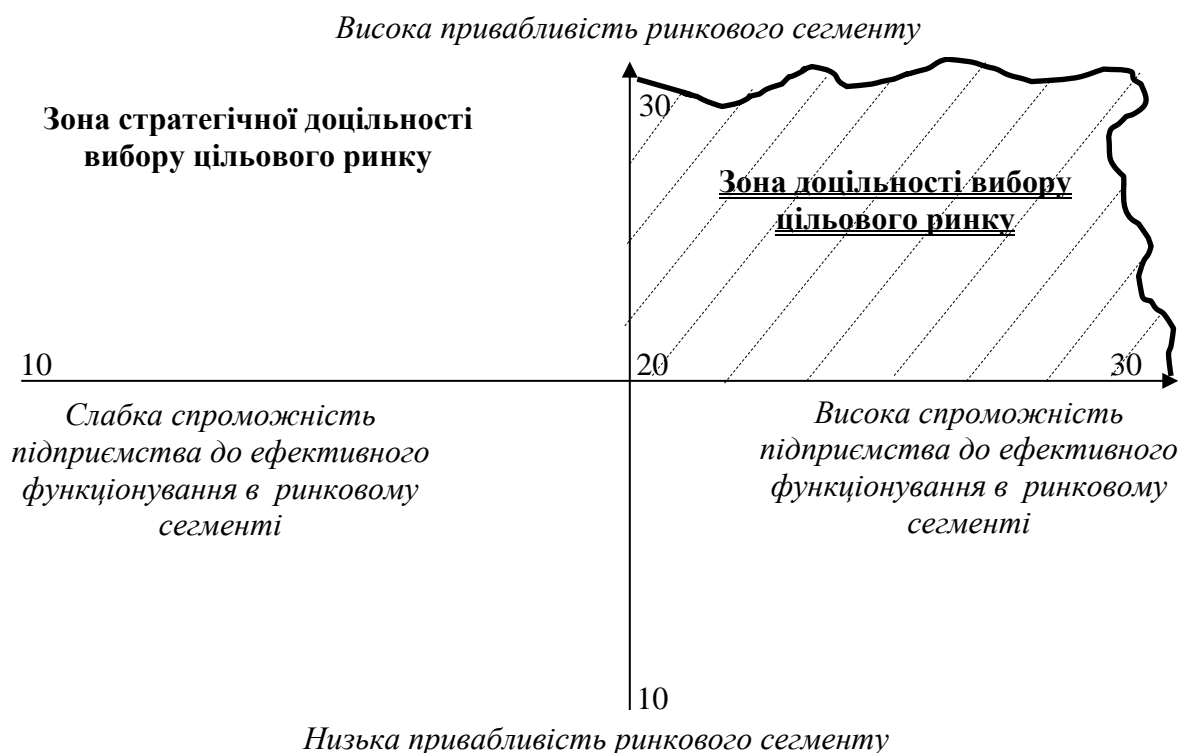 Висока привабливість ринкового сегменту
30
Зона стратегічної доцільності
вибору цільового ринку
Зона доцільності вибору
цільового ринку
10
20
30
Слабка спроможність
підприємства до ефективного
функціонування в ринковому
сегменті
Висока спроможність
підприємства до ефективного
функціонування в ринковому
сегменті
10
Низька привабливість ринкового сегменту